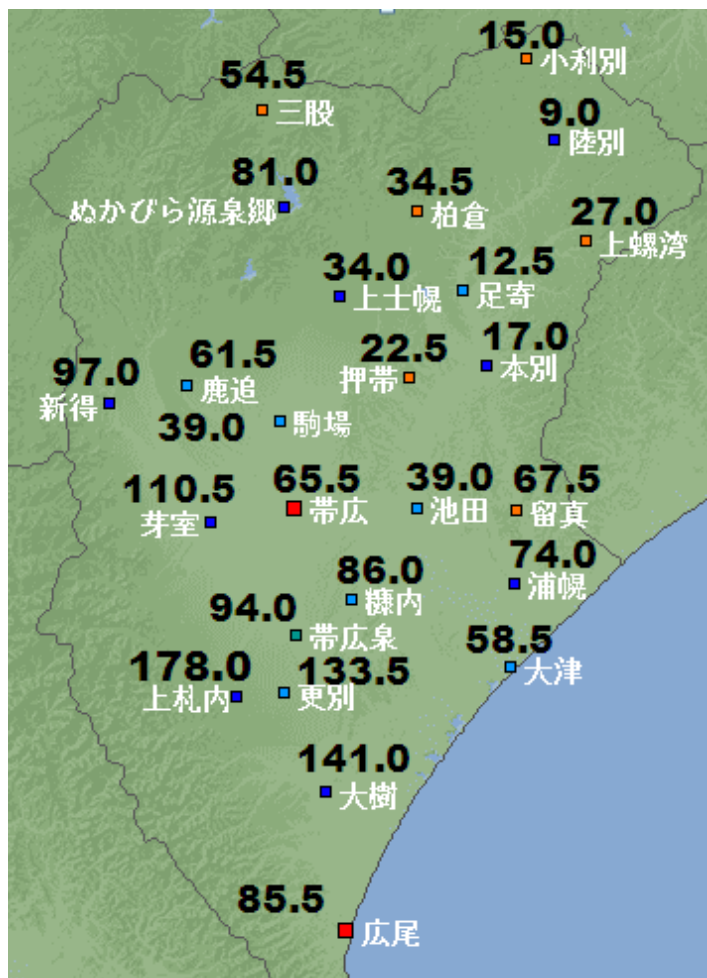 15.0
小利別
54.5
三股
9.0
陸別
81.0
ぬかびら源泉郷
34.5
柏倉
27.0
上螺湾
34.0
上士幌
12.5
足寄
97.0
新得
61.5
鹿追
22.5
押帯
17.0
本別
39.0
駒場
110.5
芽室
65.5
帯広
39.0
池田
67.5
留真
86.0
糠内
74.0
浦幌
94.0
帯広泉
58.5
大津
178.0
上札内
133.5
更別
141.0
大樹
85.5
広尾